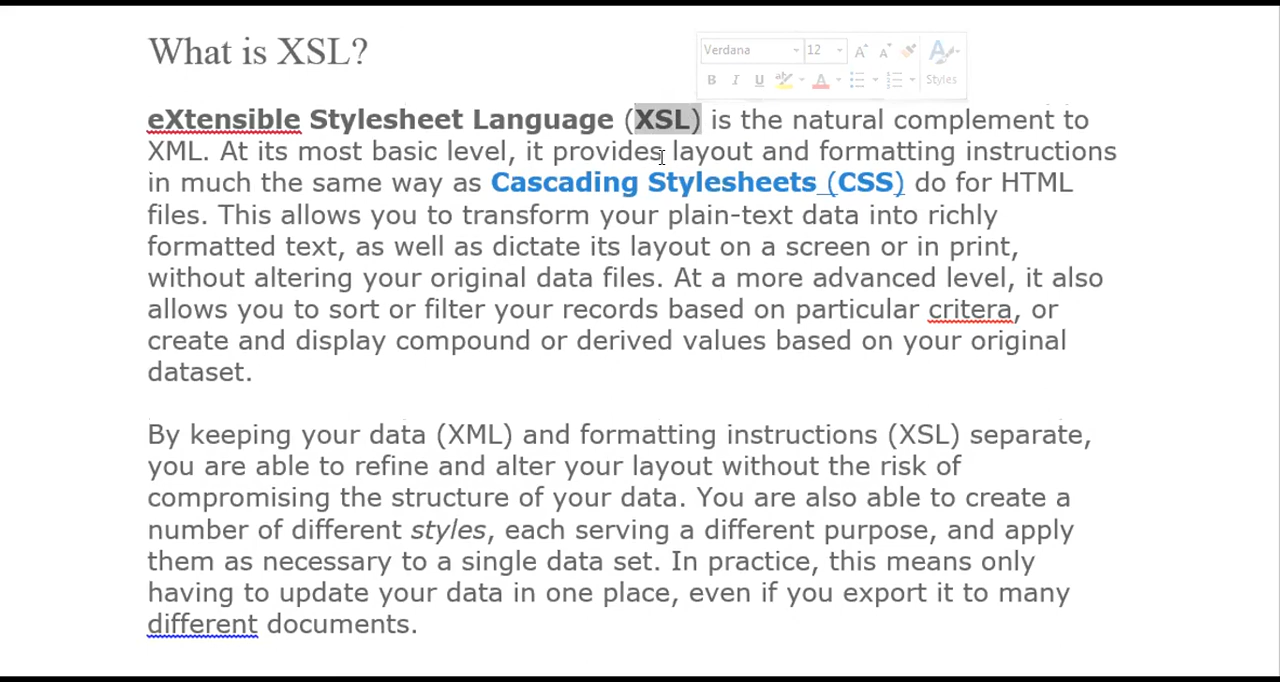 What is XSL?
Verdana 12
B I U ab A Styles
eXtensible Stylesheet Language (XSL) is the natural complement to
XML. At its most basic level, it provides layout and formatting instructions
in much the same way as Cascading Stylesheets (CSS) do for HTML
files. This allows you to transform your plain-text data into richly
formatted text, as well as dictate its layout on a screen or in print,
without altering your original data files. At a more advanced level, it also
allows you to sort or filter your records based on particular critera, or
create and display compound or derived values based on your original
dataset.
By keeping your data (XML) and formatting instructions (XSL) separate,
you are able to refine and alter your layout without the risk of
compromising the structure of your data. You are also able to create a
number of different styles, each serving a different purpose, and apply
them as necessary to a single data set. In practice, this means only
having to update your data in one place, even if you export it to many
different documents.